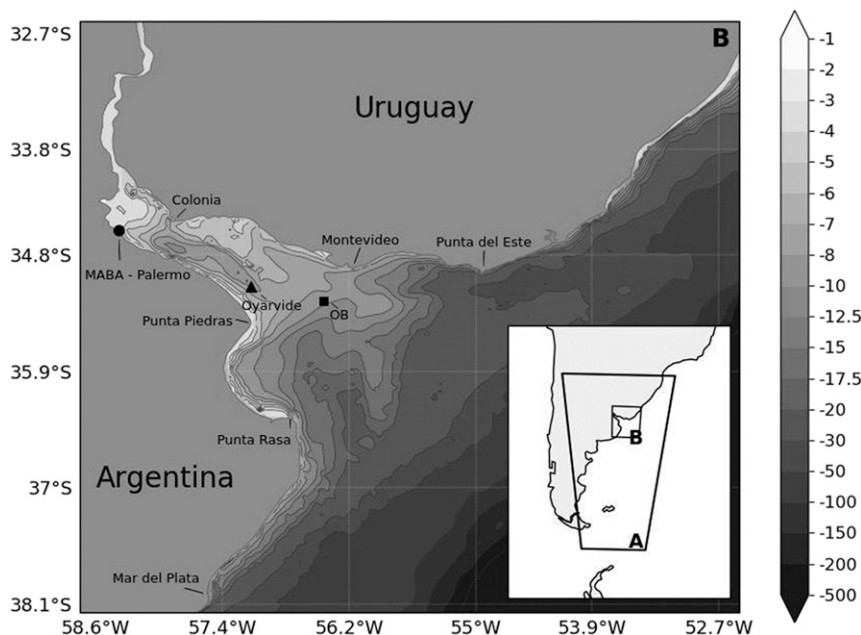 B
Uruguay
Colonia
Montevideo
Punta del Este
MABA - Palermo
Oyarvide
Punta Piedras
OB
Punta Rasa
Argentina
Mar del Plata
32.7°S
33.8°S
34.8°S
35.9°S
37°S
38.1°S
58.6°W
57.4°W
56.2°W
55°W
53.9°W
52.7°W
B
A
-1
-2
-3
-4
-5
-6
-7
-8
-10
-12.5
-15
-17.5
-20
-30
-50
-100
-150
-200
-500